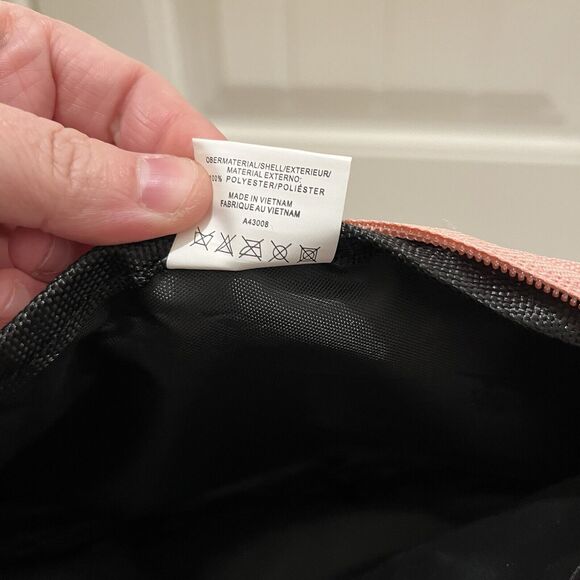 OBERMATERIAL/SHELL/EXTERIEUR/
MATERIAL EXTERNO:
100% POLYESTER/POLIÉSTER
MADE IN VIETNAM
FABRIQUE AU VIETNAM
A43008